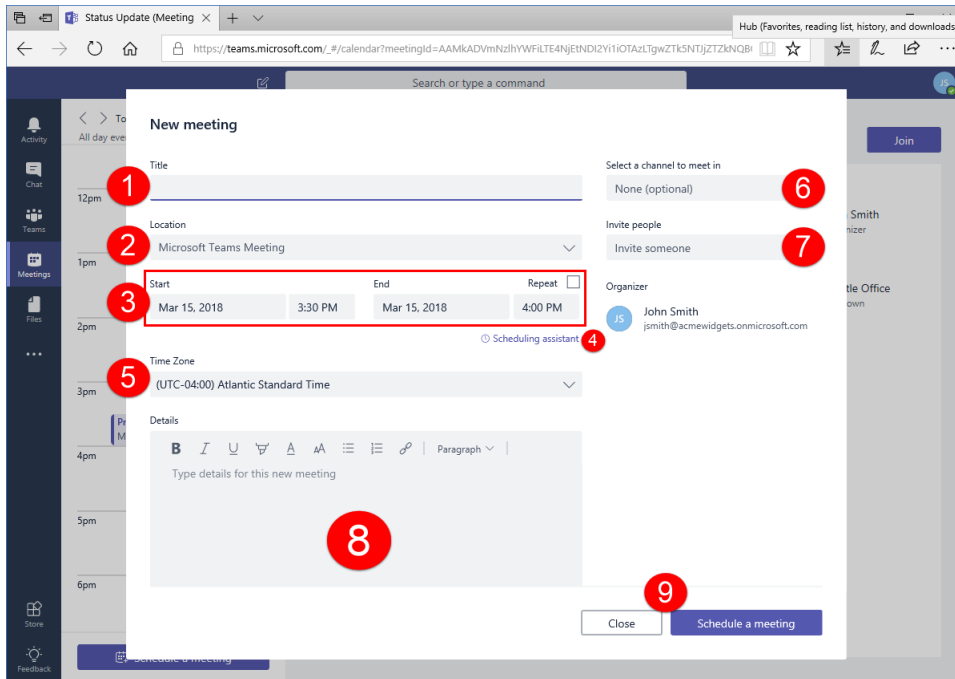 Status Update (Meeting
Hub (Favorites, reading list, history, and downloads
https://teams.microsoft.com/_#/calendar?meetingId=
Search or type a command
JS
Activity
Chat
Teams
Meetings
Files
Store
Feedback
All day
Join
12pm
1pm
2pm
3pm
4pm
5pm
6pm
Smith
Office
Schedule a meeting
New meeting
Title
1
Location
2
Microsoft Teams Meeting
Start End Repeat
3
Mar 15, 2018 3:30 PM Mar 15, 2018 4:00 PM
Scheduling assistant 4
Time Zone
5
(UTC-04:00) Atlantic Standard Time
Details
B I U A AA Paragraph
Type details for this new meeting
8
Select a channel to meet in
None (optional) 6
Invite people
Invite someone 7
Organizer
JS John Smith
jsmith@acmewidgets.onmicrosoft.com
9
Close Schedule a meeting